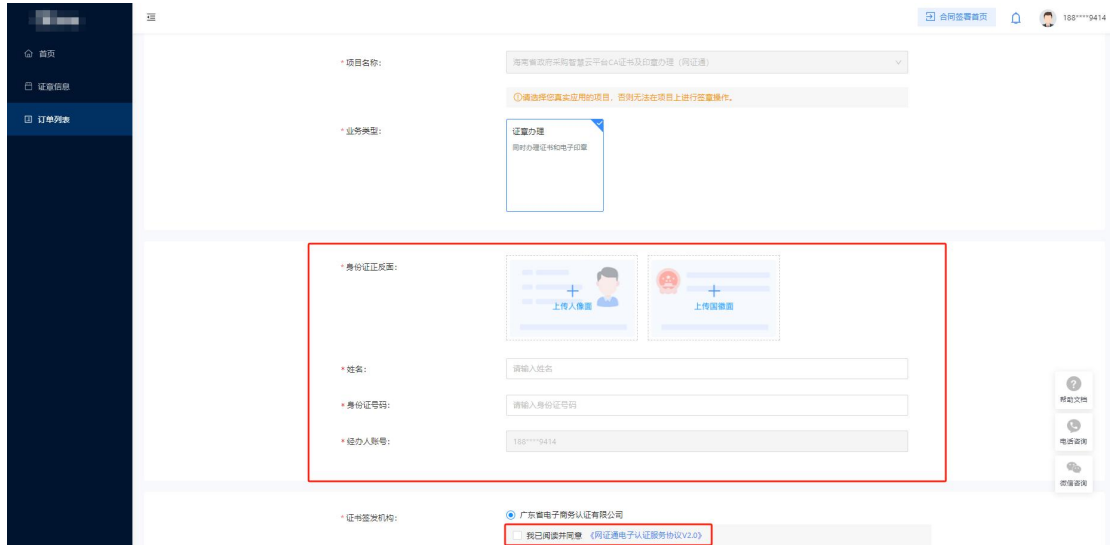 合同签署首页
188****9414
首页
证章信息
订单列表
* 项目名称:
海南省政府采购智慧云平台CA证书及印章办理（网证通）
请选择您真实应用的项目，否则无法在项目上进行签章操作。
* 业务类型:
证章办理
同时办理证书和电子印章
* 身份证正反面:
上传人像面
上传国徽面
* 姓名:
请输入姓名
* 身份证号码:
请输入身份证号码
* 经办人账号:
188****9414
帮助文档
电话咨询
微信咨询
* 证书签发机构:
广东省电子商务认证有限公司
我已阅读并同意 《网证通电子认证服务协议V2.0》